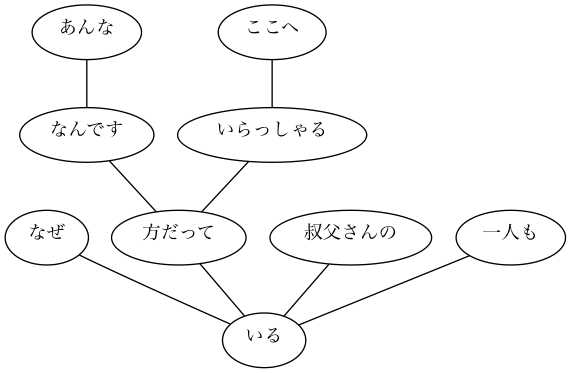 あんな
ここへ
なんです
いらっしゃる
なぜ
方だって
叔父さんの
一人も
いる